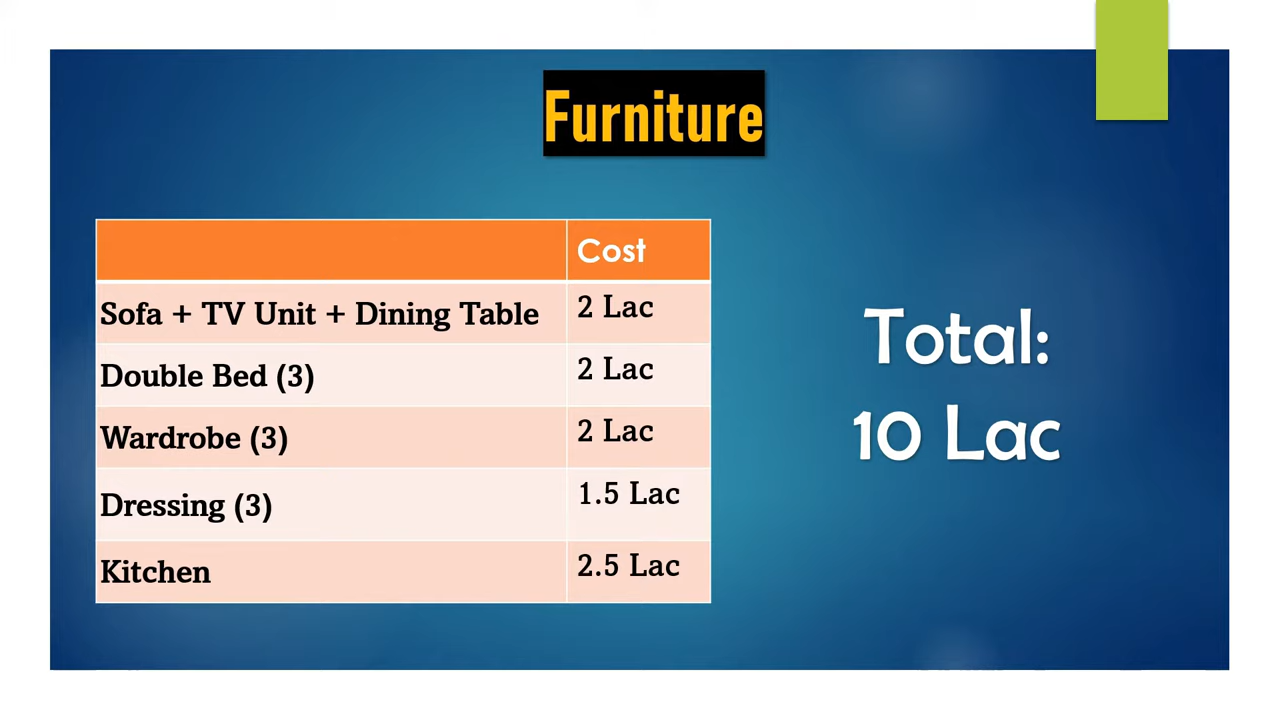 Furniture
Cost
Sofa + TV Unit + Dining Table 2 Lac
Double Bed (3) 2 Lac
Wardrobe (3) 2 Lac
Dressing (3) 1.5 Lac
Kitchen 2.5 Lac
Total:
10 Lac